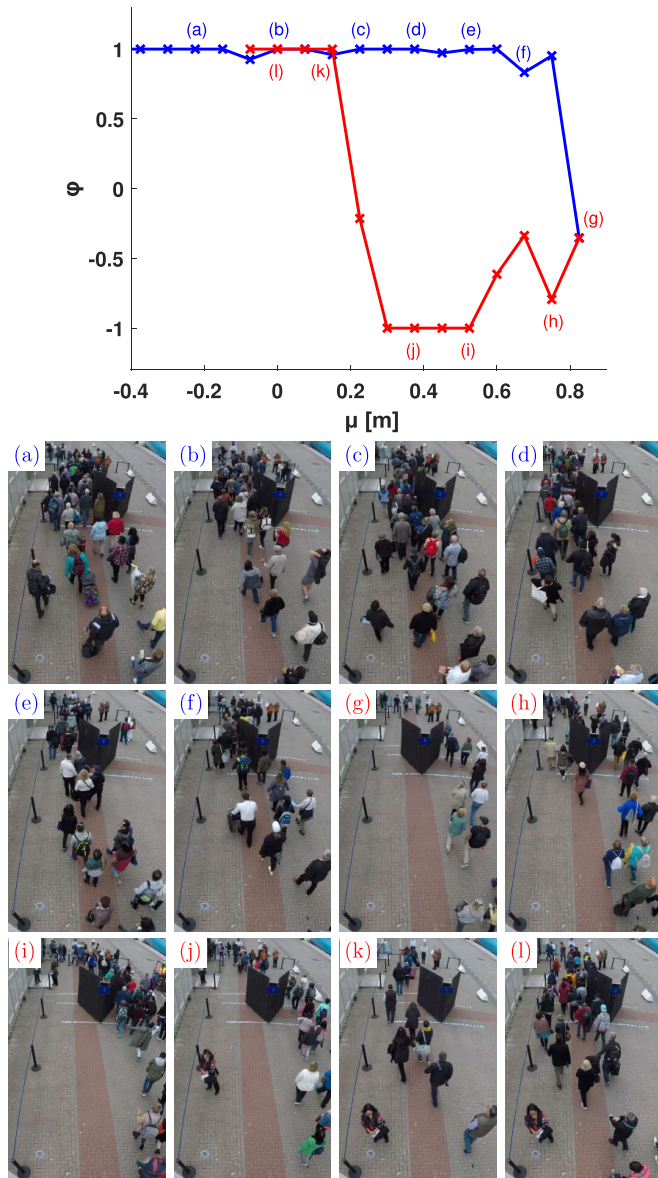 (a) (b) (c) (d) (e)
(f)
(l) (k)
(g)
(h)
(j) (i)
1
0.5
0
-0.5
-1
φ
-0.4 -0.2 0 0.2 0.4 0.6 0.8
μ [m]
(a) (b) (c) (d)
(e) (f) (g) (h)
(i) (j) (k) (l)